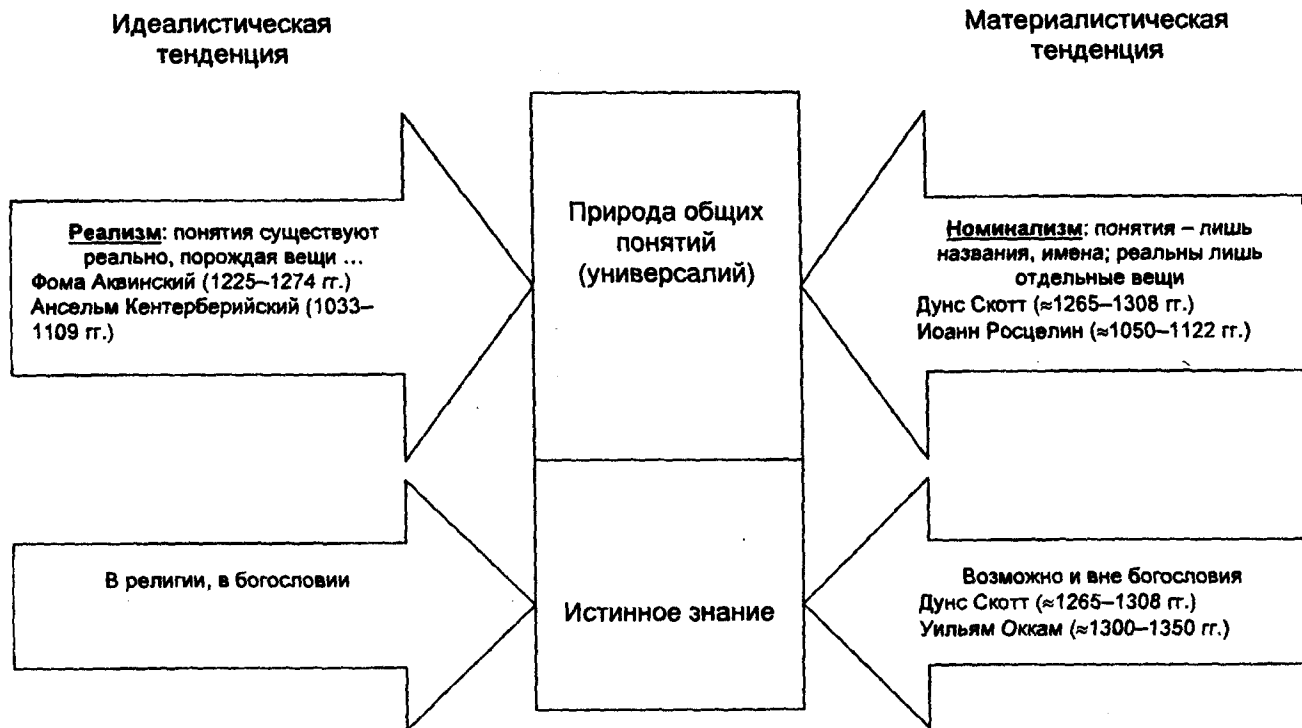 Идеалистическая
тенденция
Материалистическая
тенденция
Реализм: понятия существуют
реально, порождая вещи ...
Фома Аквинский (1225–1274 гг.)
Ансельм Кентерберийский (1033–
1109 гг.)
Природа общих
понятий
(универсалий)
Номинализм: понятия – лишь
названия, имена; реальны лишь
отдельные вещи
Дунс Скотт (≈1265–1308 гг.)
Иоанн Росцелин (≈1050–1122 гг.)
В религии, в богословии
Истинное знание
Возможно и вне богословия
Дунс Скотт (≈1265–1308 гг.)
Уильям Оккам (≈1300–1350 гг.)